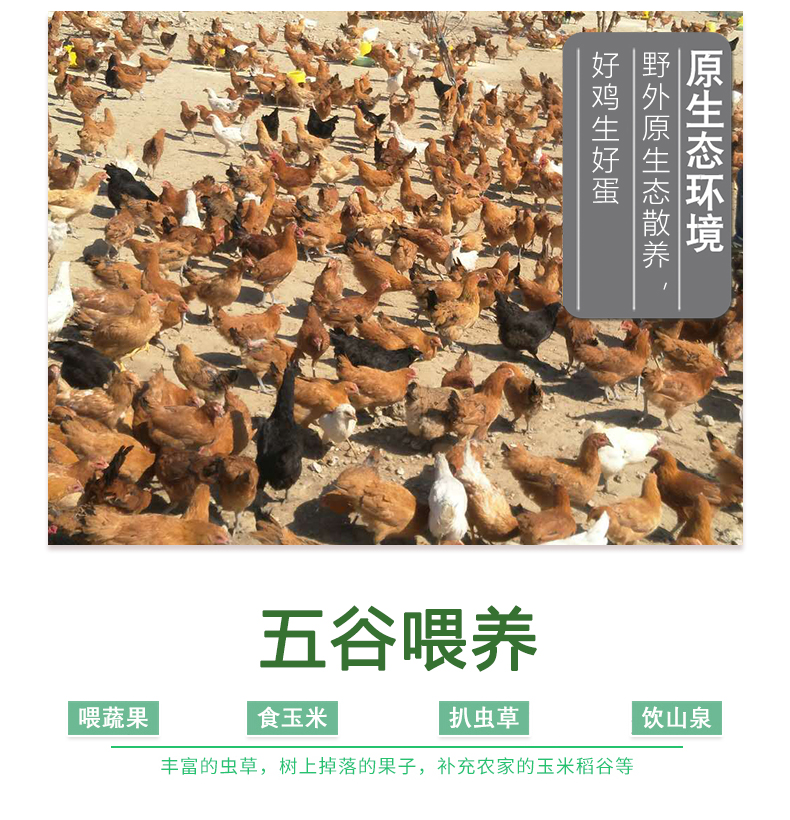 原生态环境
野外原生态散养，
好鸡生好蛋
五谷喂养
喂蔬果
食玉米
扒虫草
饮山泉
丰富的虫草，树上掉落的果子，补充农家的玉米稻谷等